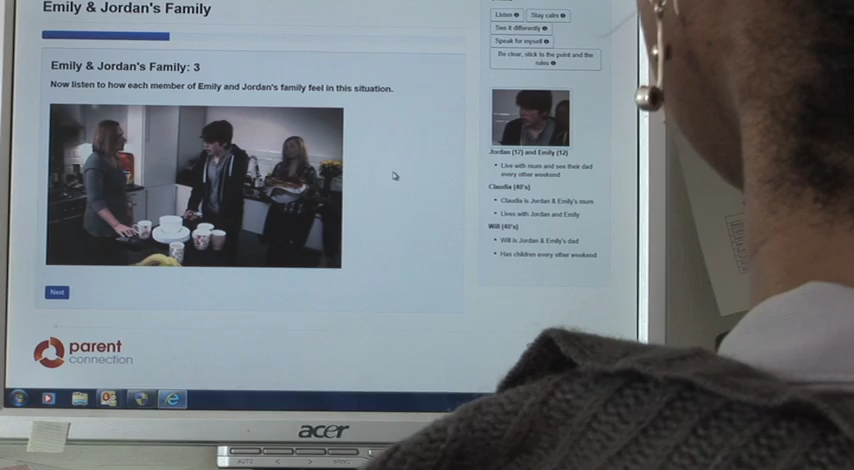 Emily & Jordan's Family
Listen
Stay calm
See it differently
Speak for myself
Be clear, stick to the point and the
rules
Emily & Jordan's Family: 3
Now listen to how each member of Emily and Jordan's family feel in this situation.
Jordan (17) and Emily (12)
• Live with mum and see their dad
every other weekend
Claudia (40's)
• Claudia is Jordan & Emily's mum
• Lives with Jordan and Emily
Will (40's)
• Will is Jordan & Emily's dad
• Has children every other weekend
Next
parent
connection
acer
AUTO < >